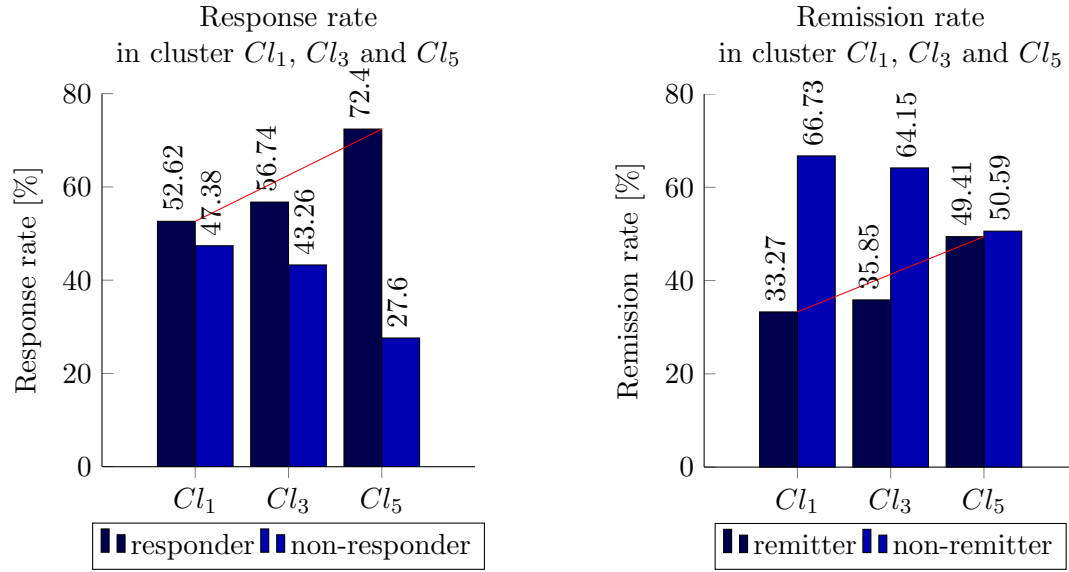 Response rate
in cluster Cl₁, Cl₃ and Cl₅
Response rate [%]
80
60
40
20
0
52.62
47.38
56.74
43.26
72.4
27.6
Cl₁ Cl₃ Cl₅
responder non-responder
Remission rate
in cluster Cl₁, Cl₃ and Cl₅
Remission rate [%]
80
60
40
20
0
33.27
66.73
35.85
64.15
49.41
50.59
Cl₁ Cl₃ Cl₅
remitter non-remitter